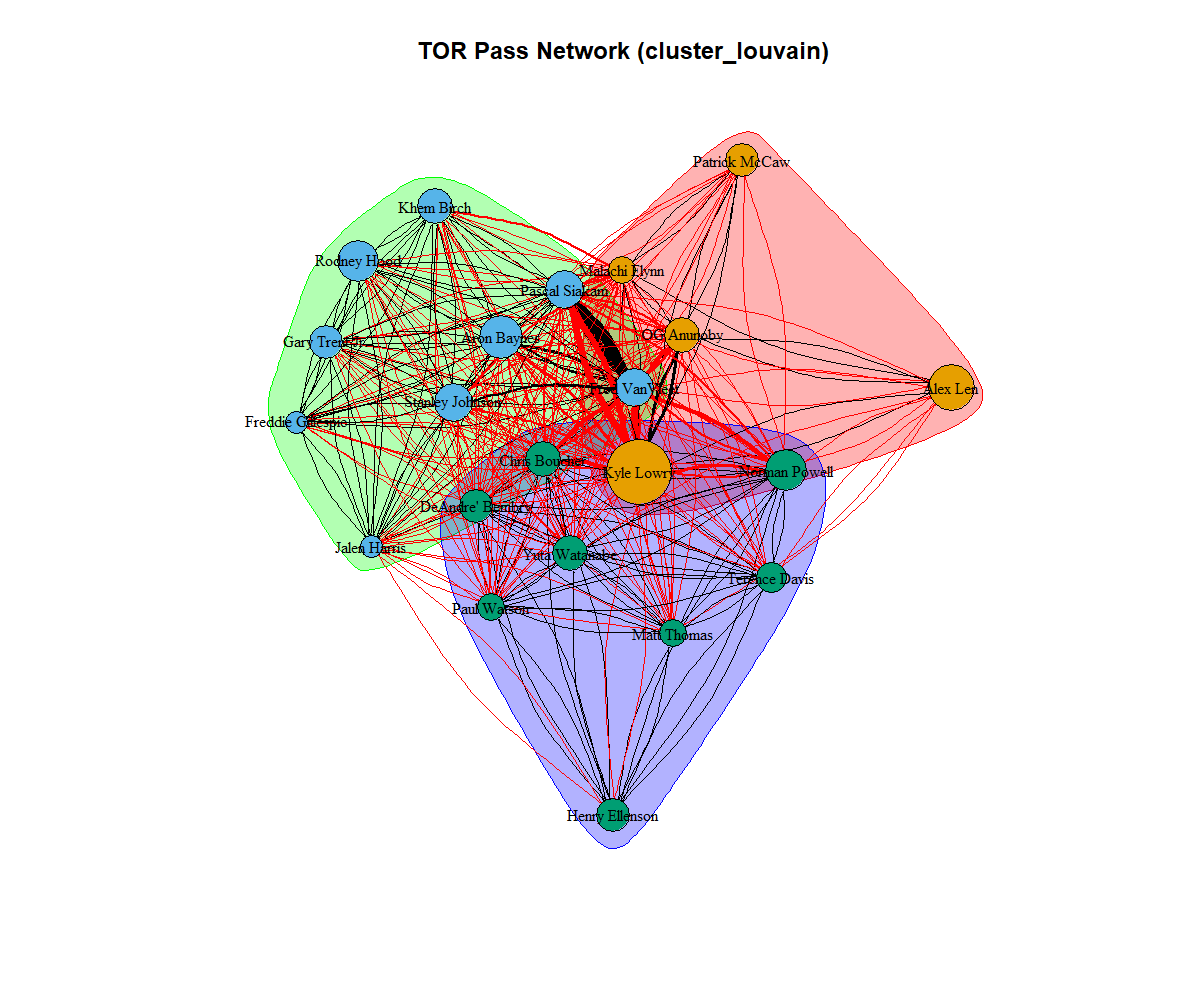 TOR Pass Network (cluster_louvain)
Patrick McCaw
Khem Birch
Rodney Hood
Malachi Flynn
Pascal Siakam
OG Anunoby
Aron Baynes
Gary Trent Jr.
Alex Len
Stanley Johnson
Freddie Gillespie
Chris Boucher
Kyle Lowry
Norman Powell
DeAndre' Bembry
Jalen Harris
Yuta Watanabe
Terence Davis
Paul Watson
Matt Thomas
Henry Ellenson